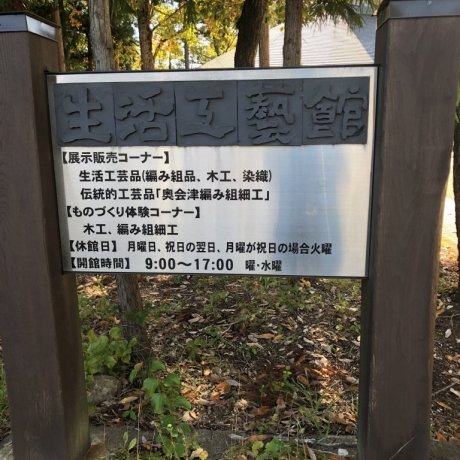 生活工藝館
【展示販売コーナー】
生活工芸品(編み組品、木工、染織)
伝統的工芸品「奥会津編み組細工」
【ものづくり体験コーナー】
木工、編み組細工
【休館日】 月曜日、祝日の翌日、月曜が祝日の場合火曜
【開館時間】 9:00～17:00 曜・水曜